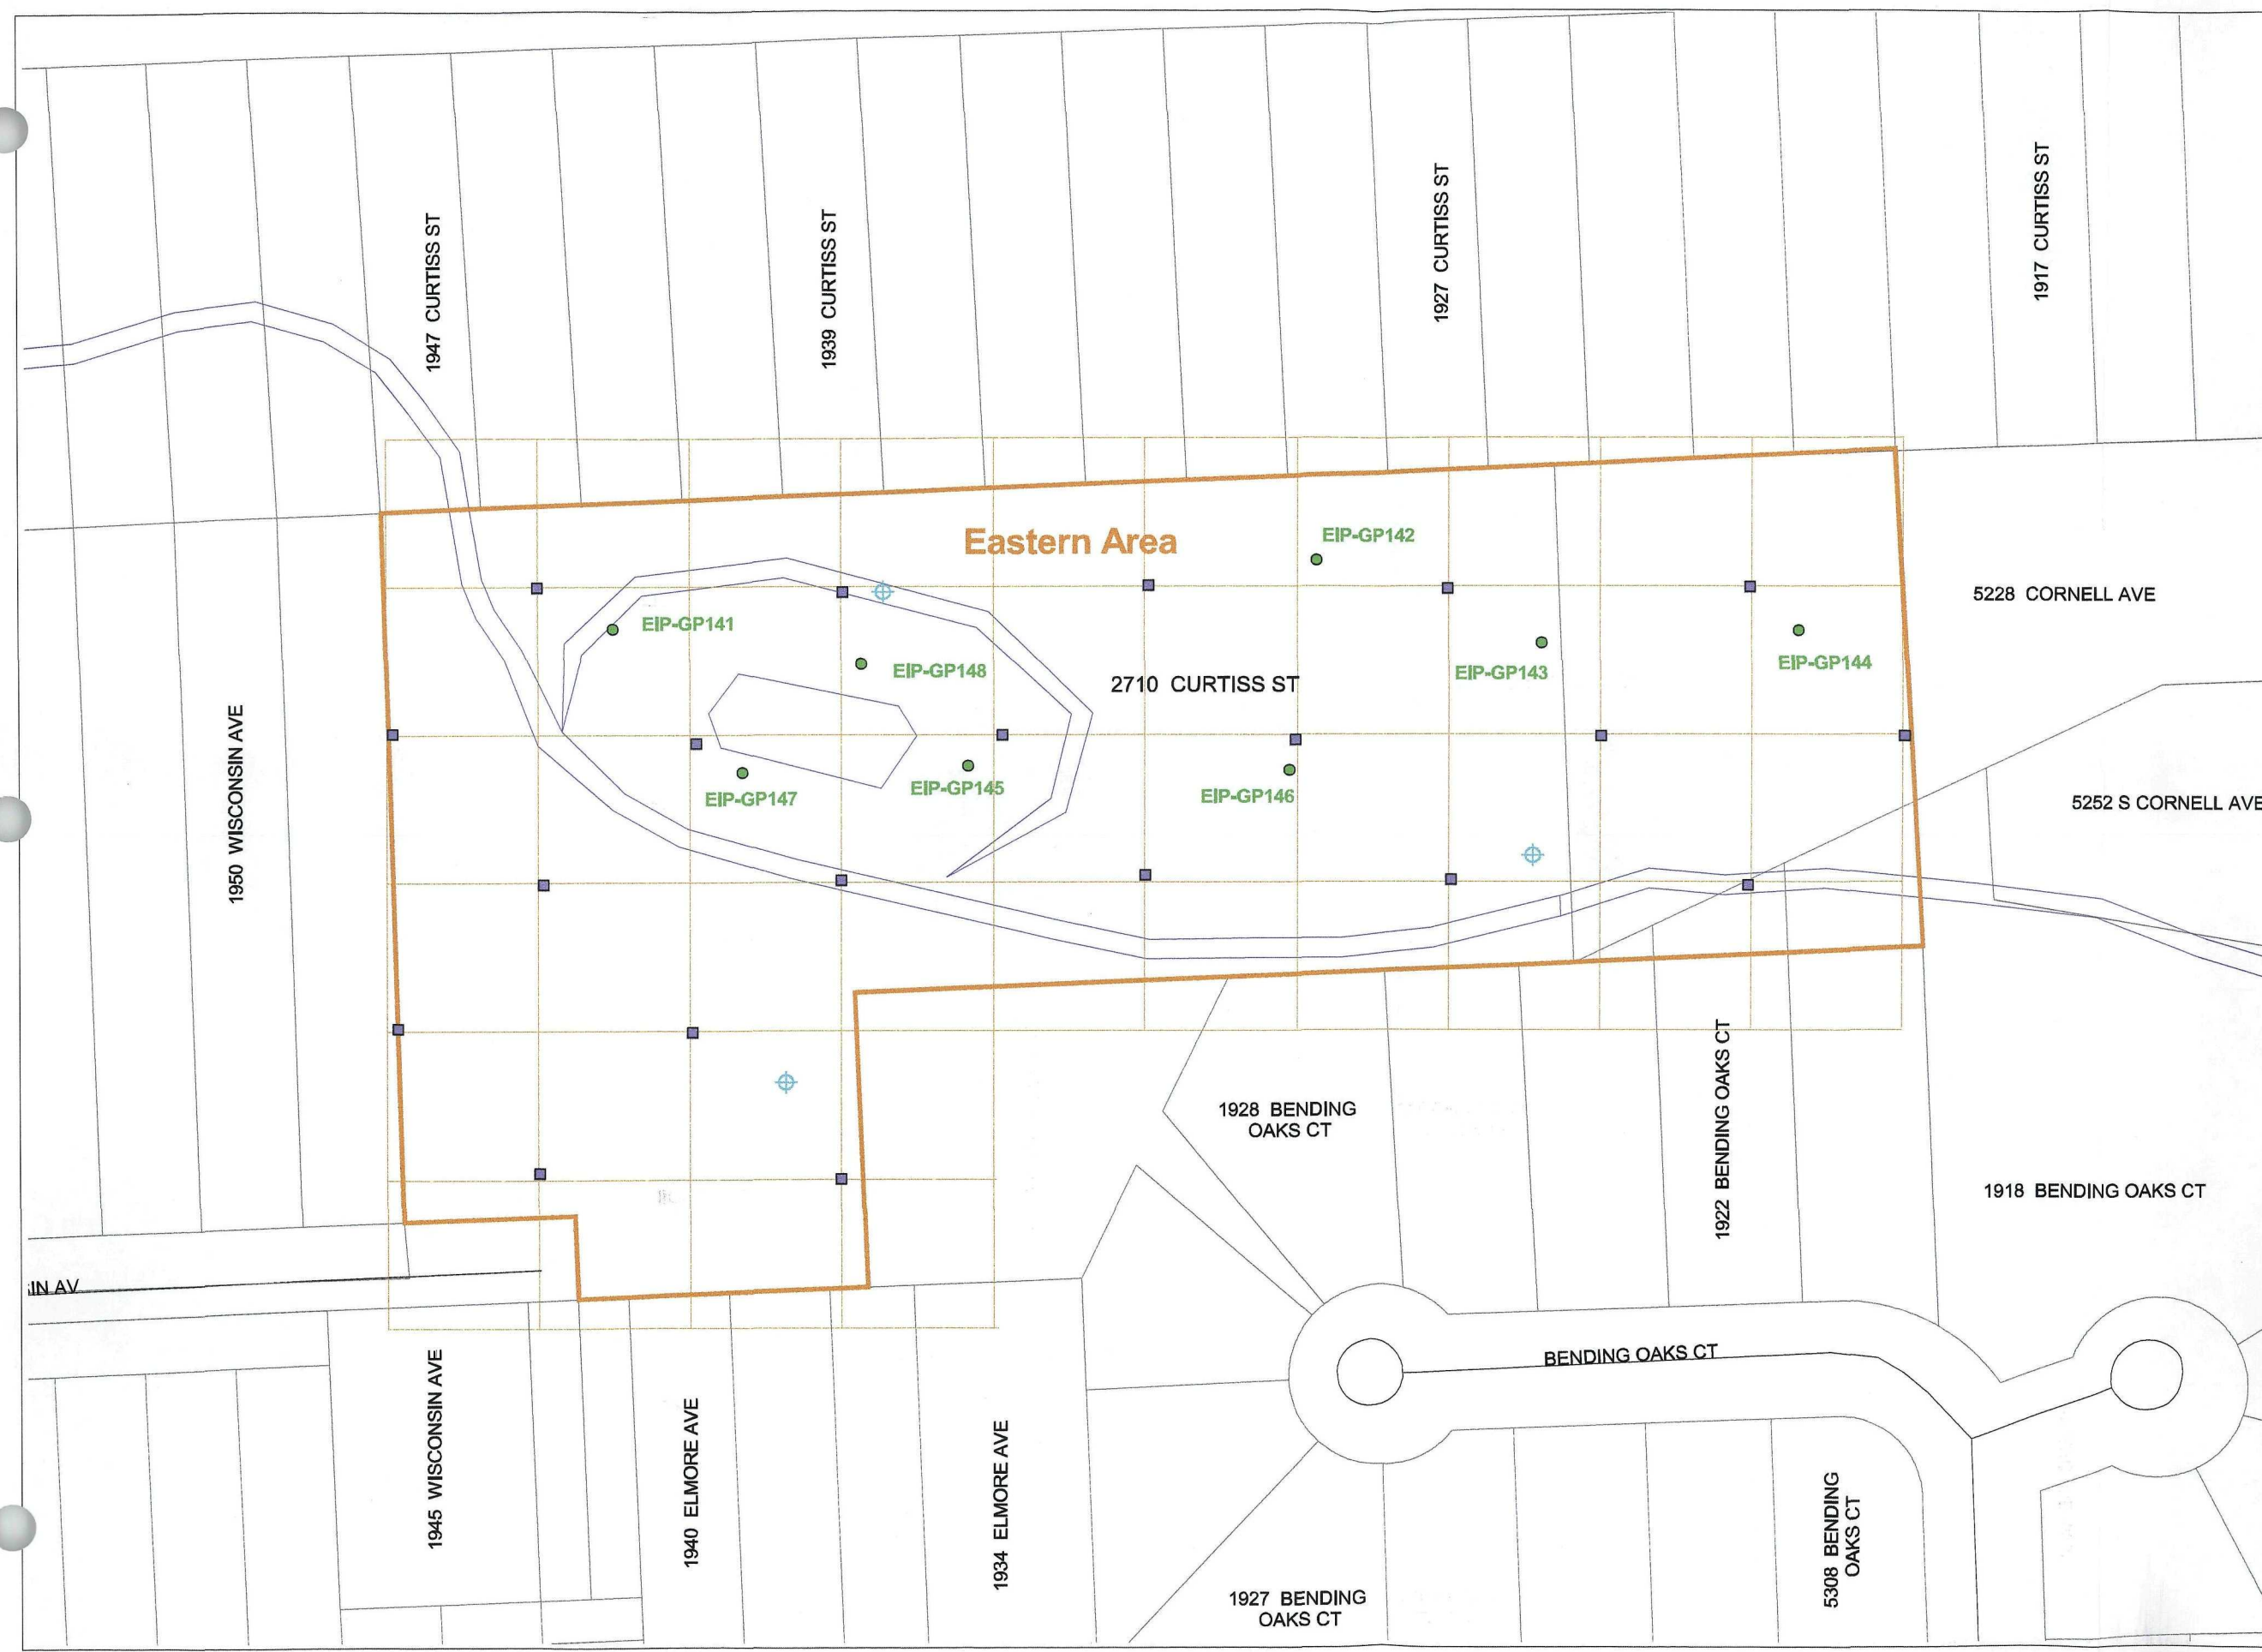 1947 CURTISS ST
1939 CURTISS ST
1927 CURTISS ST
1917 CURTISS ST
Eastern Area
EIP-GP142
EIP-GP141
EIP-GP148
EIP-GP143
EIP-GP144
5228 CORNELL AVE
2710 CURTISS ST
EIP-GP147
EIP-GP145
EIP-GP146
5252 S CORNELL AVE
1950 WISCONSIN AVE
1928 BENDING
OAKS CT
1922 BENDING OAKS CT
1918 BENDING OAKS CT
IN AV
BENDING OAKS CT
1945 WISCONSIN AVE
1940 ELMORE AVE
1934 ELMORE AVE
1927 BENDING
OAKS CT
5308 BENDING
OAKS CT